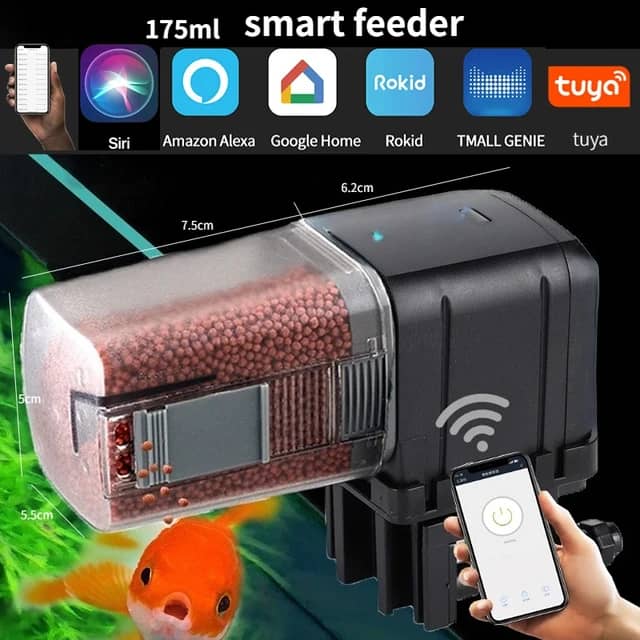 175ml smart feeder
Rokid
tuya
Siri Amazon Alexa Google Home Rokid TMALL GENIE tuya
6.2cm
7.5cm
5cm
5.5cm